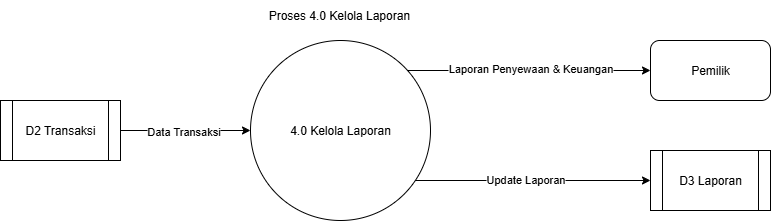 Proses 4.0 Kelola Laporan
Laporan Penyewaan & Keuangan
Pemilik
D2 Transaksi
Data Transaksi
4.0 Kelola Laporan
Update Laporan
D3 Laporan